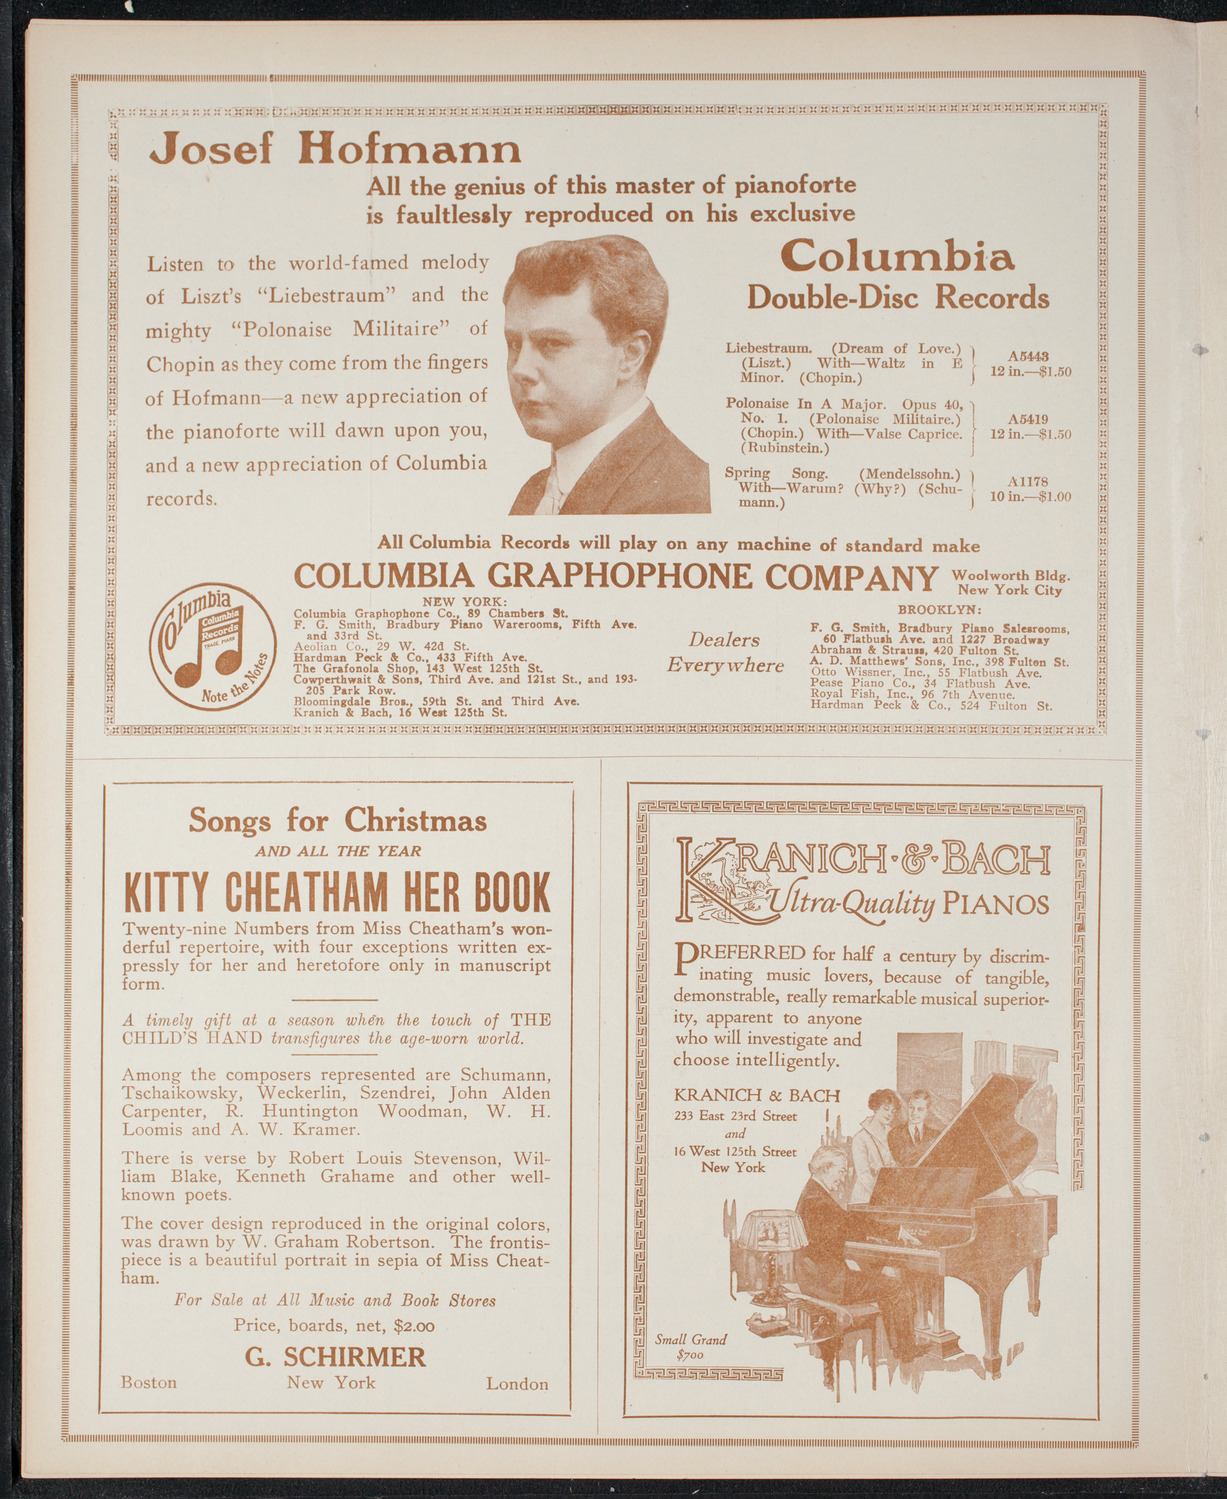 Josef Hofmann
All the genius of this master of pianoforte
is faultlessly reproduced on his exclusive
Listen to the world-famed melody
of Liszt's "Liebestraum" and the
mighty "Polonaise Militaire" of
Chopin as they come from the fingers
of Hofmann—a new appreciation of
the pianoforte will dawn upon you,
and a new appreciation of Columbia
records.
Columbia
Double-Disc Records
Liebestraum. (Dream of Love.)
(Liszt.) With—Waltz in E
Minor. (Chopin.)
A5443
12 in.—$1.50
Polonaise In A Major. Opus 40,
No. 1. (Polonaise Militaire.)
(Chopin.) With—Valse Caprice.
(Rubinstein.)
A5419
12 in.—$1.50
Spring Song. (Mendelssohn.)
With—Warum? (Why?) (Schu-
mann.)
A1178
10 in.—$1.00
All Columbia Records will play on any machine of standard make
COLUMBIA GRAPHOPHONE COMPANY
Woolworth Bldg.
New York City
Columbia
Columbia
Records
TRADE MARK
Note the Notes
NEW YORK:
Columbia Graphophone Co., 89 Chambers St.
F. G. Smith, Bradbury Piano Warerooms, Fifth Ave.
and 33rd St.
Aeolian Co., 29 W. 42d St.
Hardman Peck & Co., 433 Fifth Ave.
The Grafonola Shop, 143 West 125th St.
Cowperthwait & Sons, Third Ave. and 121st St., and 193-
205 Park Row.
Bloomingdale Bros., 59th St. and Third Ave.
Kranich & Bach, 16 West 125th St.
Dealers
Everywhere
BROOKLYN:
F. G. Smith, Bradbury Piano Salesrooms,
60 Flatbush Ave. and 1227 Broadway
Abraham & Strauss, 420 Fulton St.
A. D. Matthews' Sons, Inc., 398 Fulton St.
Otto Wissner, Inc., 55 Flatbush Ave.
Pease Piano Co., 34 Flatbush Ave.
Royal Fish, Inc., 96 7th Avenue.
Hardman Peck & Co., 524 Fulton St.
Songs for Christmas
AND ALL THE YEAR
KITTY CHEATHAM HER BOOK
Twenty-nine Numbers from Miss Cheatham's won-
derful repertoire, with four exceptions written ex-
pressly for her and heretofore only in manuscript
form.
A timely gift at a season when the touch of THE
CHILD'S HAND transfigures the age-worn world.
Among the composers represented are Schumann,
Tschaikowsky, Weckerlin, Szendrei, John Alden
Carpenter, R. Huntington Woodman, W. H.
Loomis and A. W. Kramer.
There is verse by Robert Louis Stevenson, Wil-
liam Blake, Kenneth Grahame and other well-
known poets.
The cover design reproduced in the original colors,
was drawn by W. Graham Robertson. The frontis-
piece is a beautiful portrait in sepia of Miss Cheat-
ham.
For Sale at All Music and Book Stores
Price, boards, net, $2.00
G. SCHIRMER
Boston New York London
KRANICH·&·BACH
Ultra-Quality PIANOS
PREFERRED for half a century by discrim-
inating music lovers, because of tangible,
demonstrable, really remarkable musical superior-
ity, apparent to anyone
who will investigate and
choose intelligently.
KRANICH & BACH
233 East 23rd Street
and
16 West 125th Street
New York
Small Grand
$700